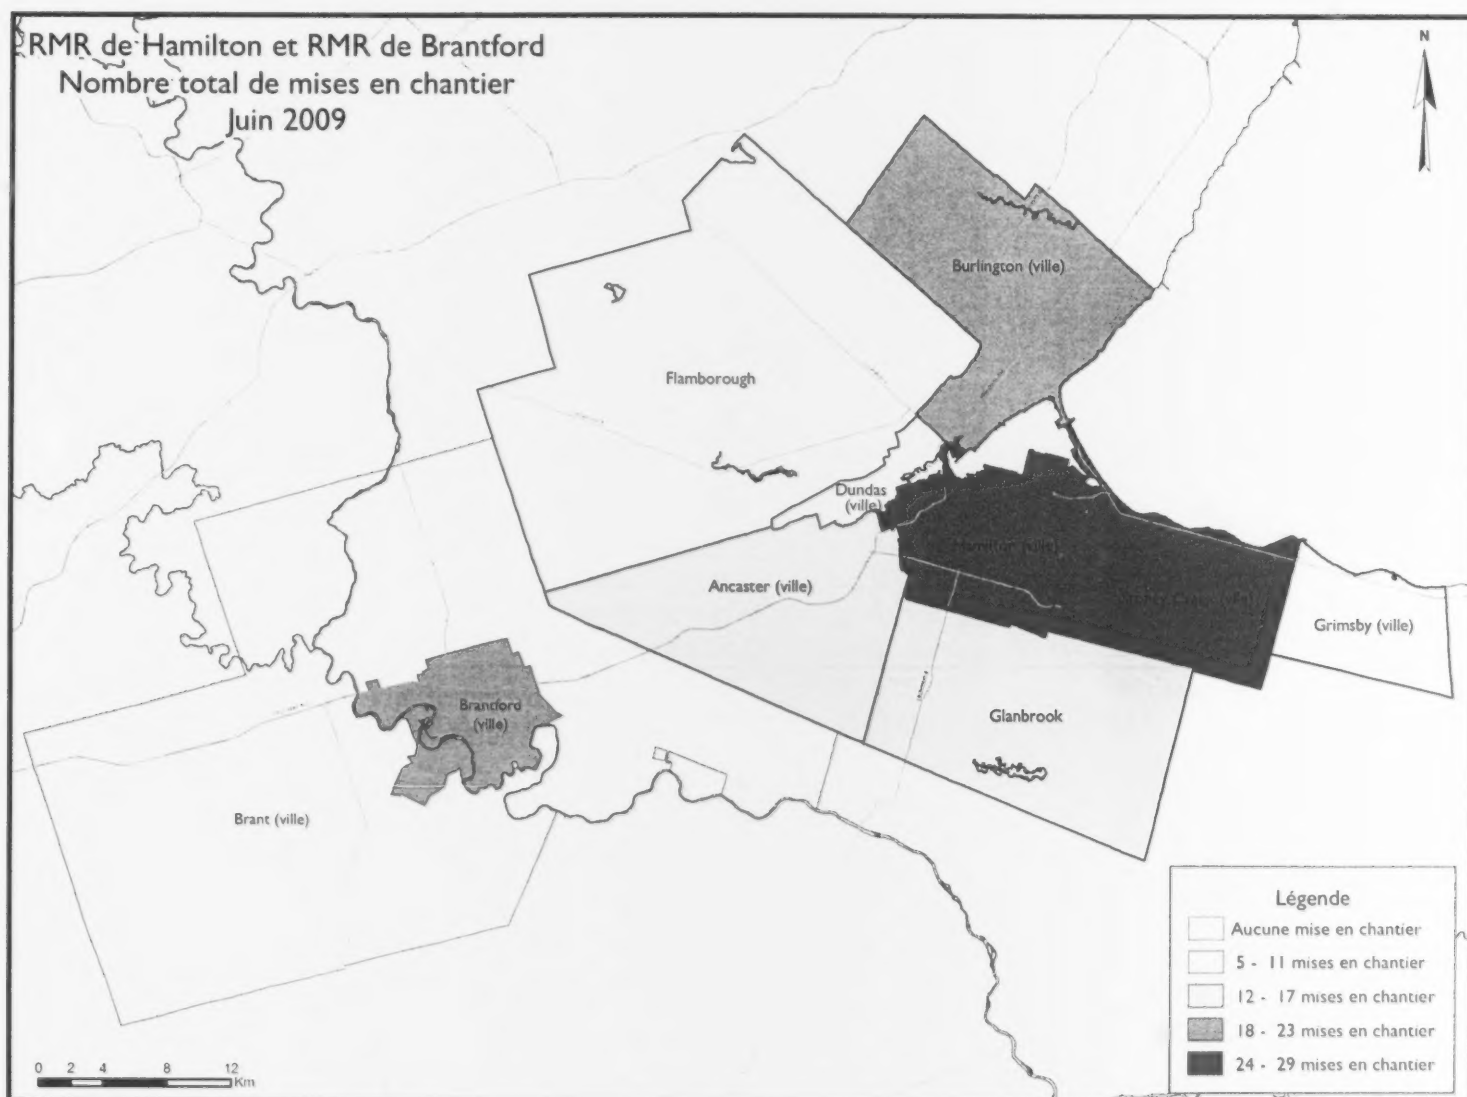 RMR de Hamilton et RMR de Brantford
Nombre total de mises en chantier
Juin 2009
N
Burlington (ville)
Flamborough
Dundas
(ville)
Hamilton (ville)
Ancaster (ville)
Grimsby (ville)
Glanbrook
Brantford
(ville)
Brant (ville)
Légende
Aucune mise en chantier
5 - 11 mises en chantier
12 - 17 mises en chantier
18 - 23 mises en chantier
24 - 29 mises en chantier
0 2 4 8 12
Km